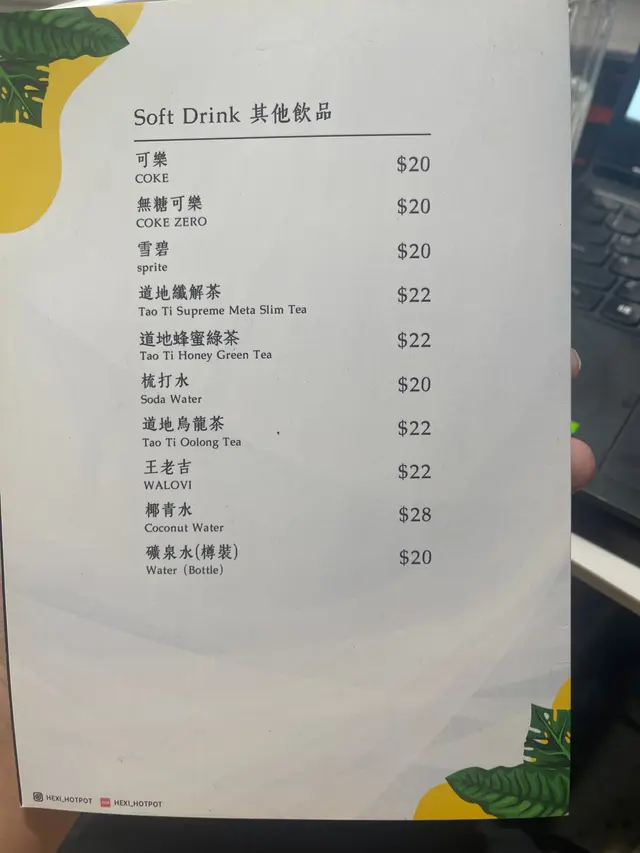 Soft Drink 其他飲品
可樂 $20
COKE
無糖可樂 $20
COKE ZERO
雪碧 $20
sprite
道地纖解茶 $22
Tao Ti Supreme Meta Slim Tea
道地蜂蜜綠茶 $22
Tao Ti Honey Green Tea
梳打水 $20
Soda Water
道地烏龍茶 $22
Tao Ti Oolong Tea
王老吉 $22
WALOVI
椰青水 $28
Coconut Water
礦泉水(樽裝) $20
Water (Bottle)
HEXI_HOTPOT HEXI_HOTPOT